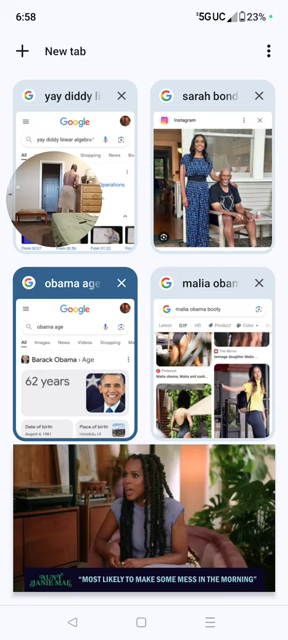 6:58
5G UC
23%
New tab
yay diddy li
sarah bond
Google
yay diddy linear algebra
All
Shopping
News
Operations
Instagram
obama age
malia oban
Google
obama age
All Images News Videos Shopping
Barack Obama › Age
62 years
Date of birth
August 4, 1961
Place of birth
Honolulu, HI
malia obama booty
Latest GIF HD Product Color
Pinterest
The Mirror
AUNT
JANIE MAE
"MOST LIKELY TO MAKE SOME MESS IN THE MORNING"